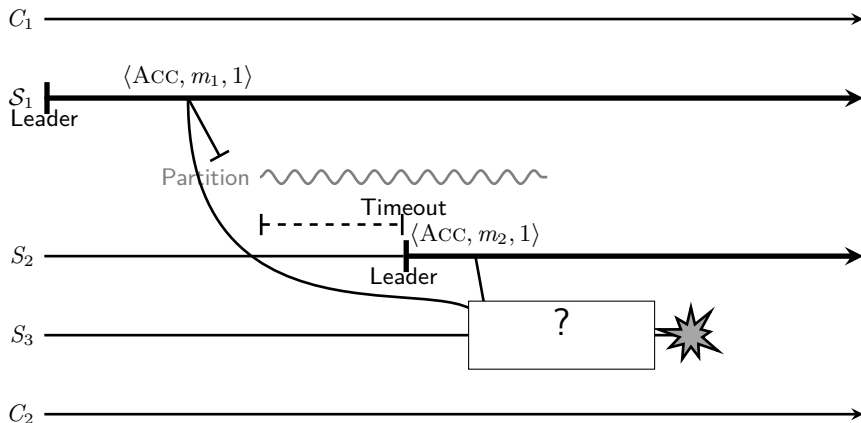 C₁
⟨ACC, m₁, 1⟩
S₁
Leader
Partition
Timeout
⟨ACC, m₂, 1⟩
S₂
Leader
?
S₃
C₂